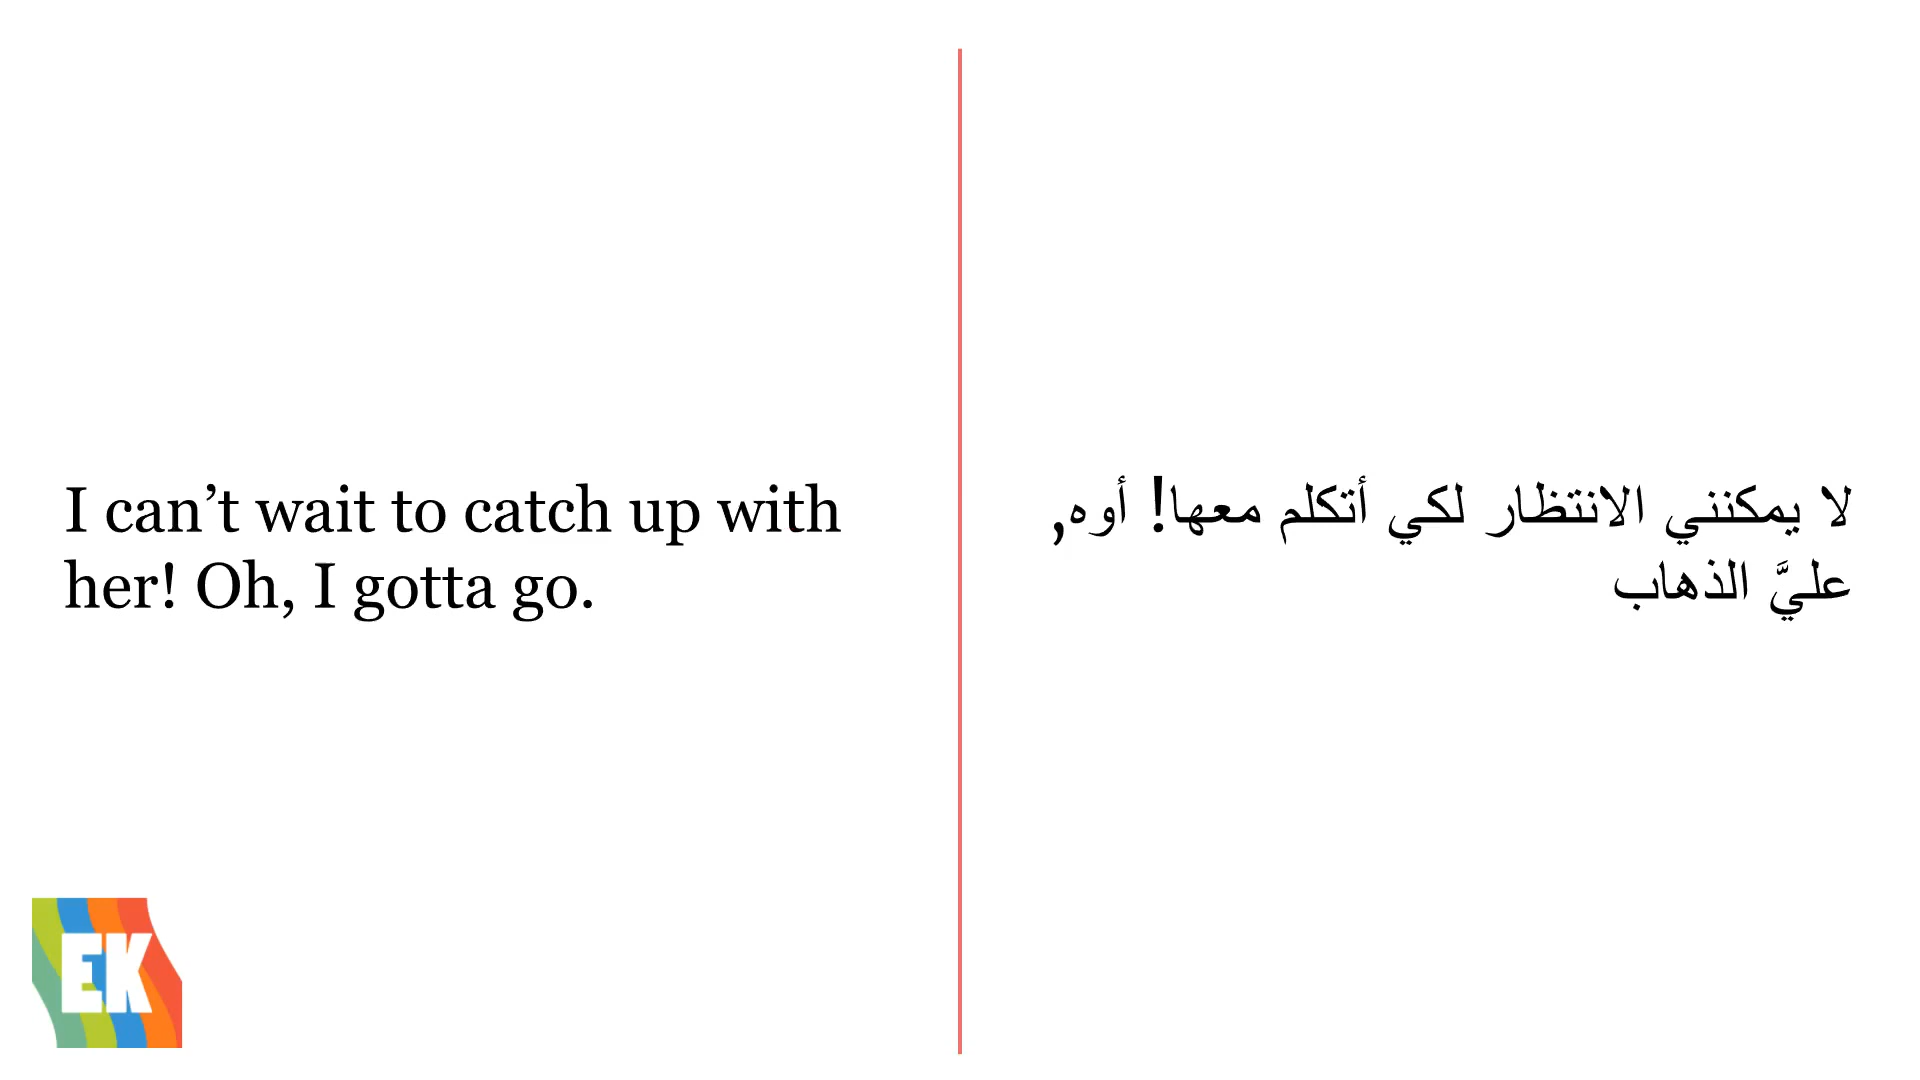 I can’t wait to catch up with
her! Oh, I gotta go.
لا يمكنني الانتظار لكي أتكلم معها! أوه,
عليَّ الذهاب
EK